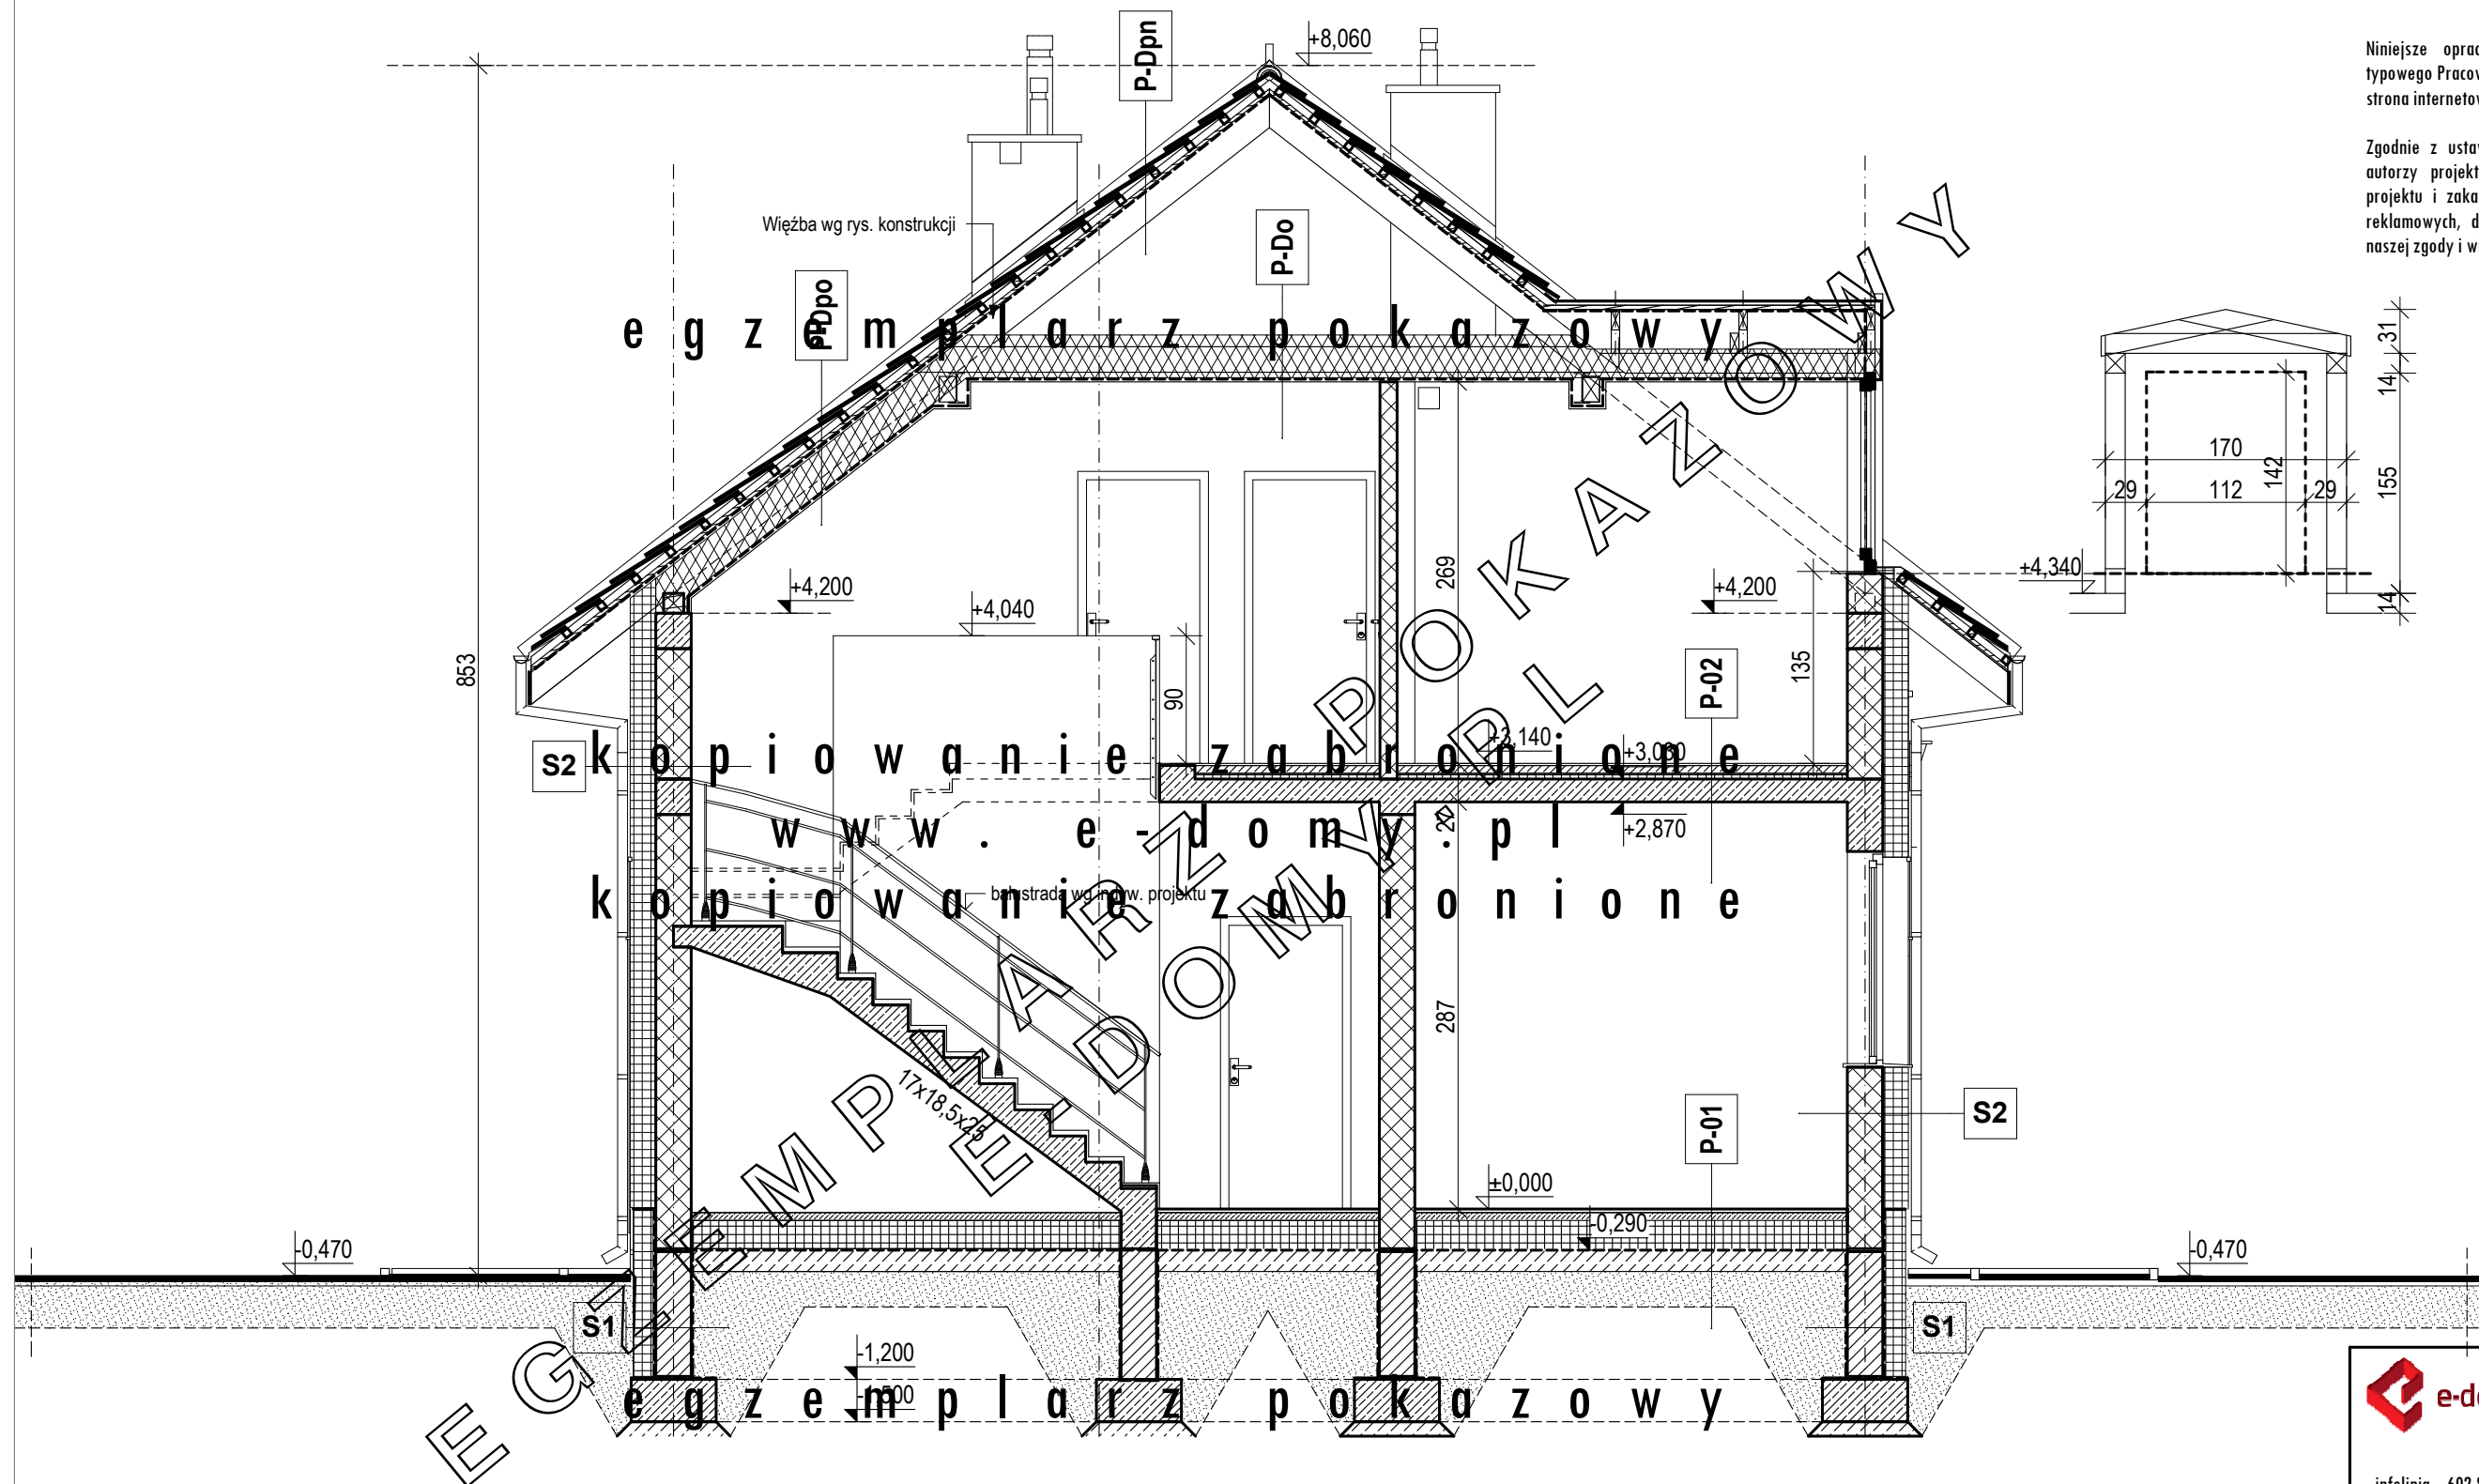 +8,060
P-Dpn
Niniejsze
typowego
Zgodnie z
autorzy
projektu i
reklamowych,
naszej zgody i
Więźba wg rys. konstrukcji
P-Do
P-Dpo
egzemplarz pokazowy
31
14
170
142
155
29
112
29
+4,340
14
+4,200
+4,040
269
+4,200
135
853
90
P-02
S2
+3,140
+3,030
kopiowanie zabronione
www.e-domy.pl
+2,870
balustrada wg indyw. projektu
kopiowanie zabronione
287
17x18,5x25
P-01
S2
±0,000
-0,290
-0,470
-0,470
S1
S1
-1,200
-1,500
egzemplarz pokazowy
EGZEMPLARZ POKAZOWY
E-DOMY.PL